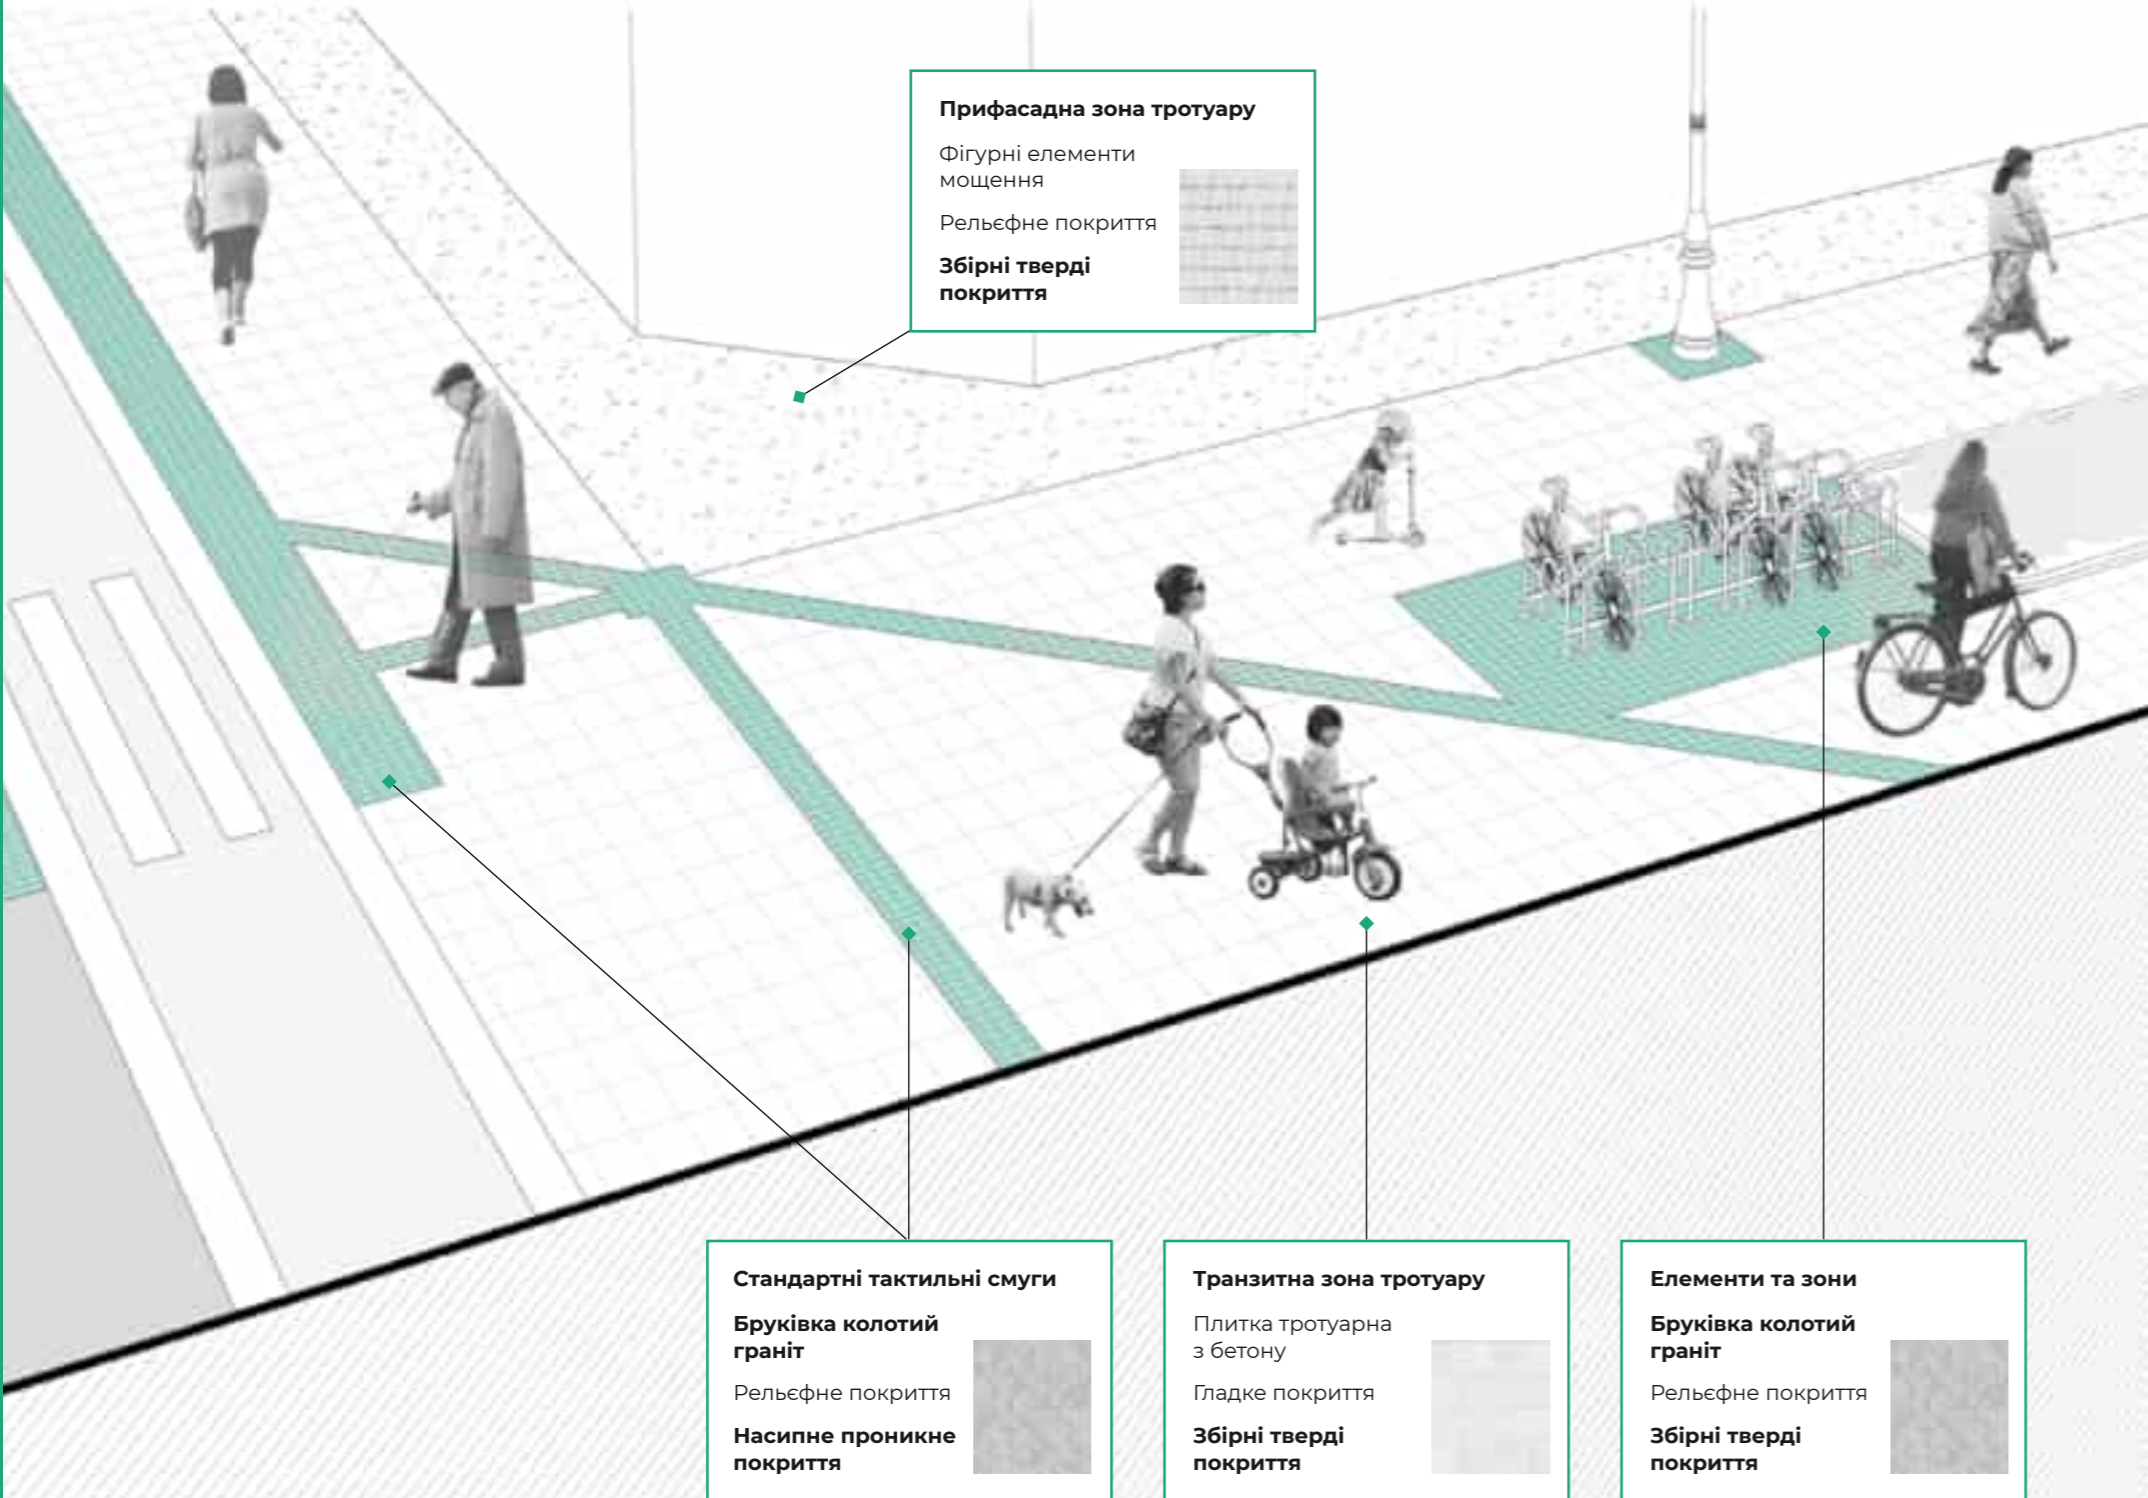 Прифасадна зона тротуару
Фігурні елементи
мощення
Рельєфне покриття
Збірні тверді
покриття
Стандартні тактильні смуги
Бруківка колотий
граніт
Рельєфне покриття
Насипне проникне
покриття
Транзитна зона тротуару
Плитка тротуарна
з бетону
Гладке покриття
Збірні тверді
покриття
Елементи та зони
Бруківка колотий
граніт
Рельєфне покриття
Збірні тверді
покриття